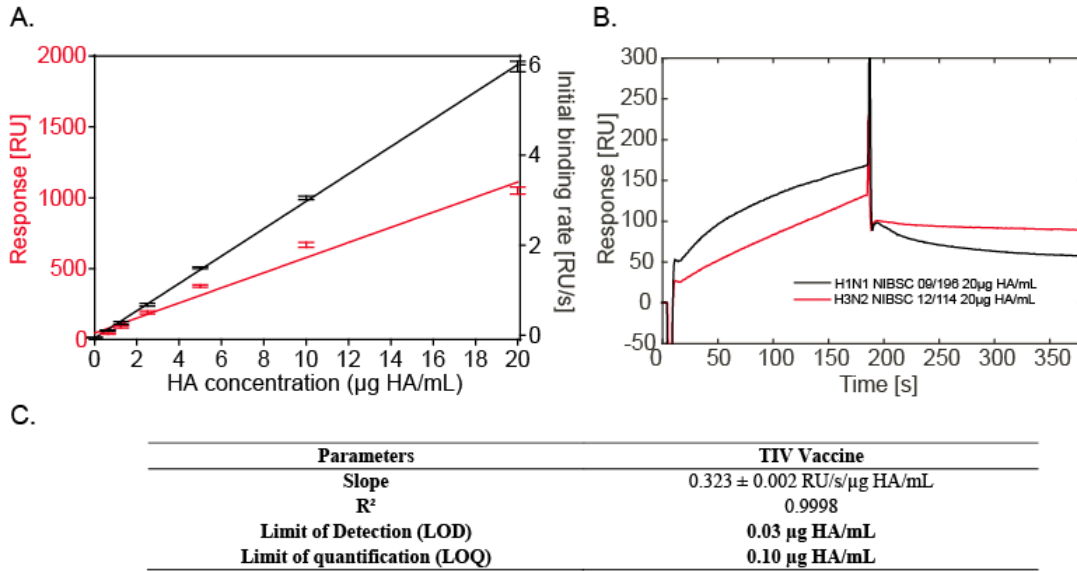 A.
B.
2000
1500
1000
500
0
Response [RU]
6
4
2
0
Initial binding rate [RU/s]
0 2 4 6 8 10 12 14 16 18 20
HA concentration (µg HA/mL)
300
250
200
150
100
50
0
-50
Response [RU]
H1N1 NIBSC 09/196 20µg HA/mL
H3N2 NIBSC 12/114 20µg HA/mL
0 50 100 150 200 250 300 350
Time [s]
C.
Parameters TIV Vaccine
Slope 0.323 ± 0.002 RU/s/µg HA/mL
R² 0.9998
Limit of Detection (LOD) 0.03 µg HA/mL
Limit of quantification (LOQ) 0.10 µg HA/mL